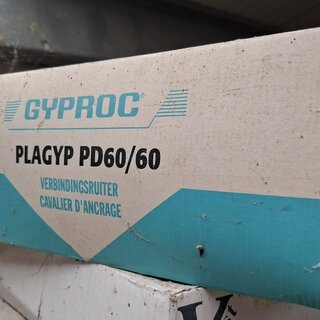 GYPROC®
PLAGYP PD60/60
VERBINDINGSRUITER
CAVALIER D'ANCRAGE